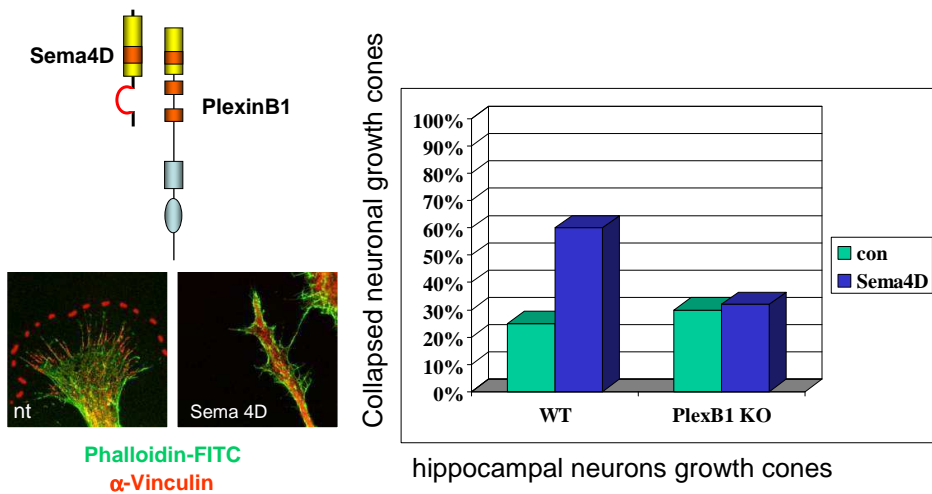 Sema4D
PlexinB1
nt
Sema 4D
Phalloidin-FITC
α-Vinculin
Collapsed neuronal growth cones
100%
90%
80%
70%
60%
50%
40%
30%
20%
10%
0%
WT
PlexB1 KO
con
Sema4D
hippocampal neurons growth cones